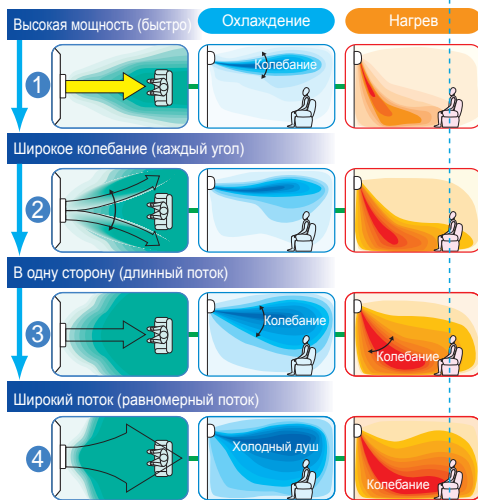 Высокая мощность (быстро)
Охлаждение
Нагрев
1
Колебание
Широкое колебание (каждый угол)
2
В одну сторону (длинный поток)
3
Колебание
Колебание
Широкий поток (равномерный поток)
4
Холодный душ
Колебание